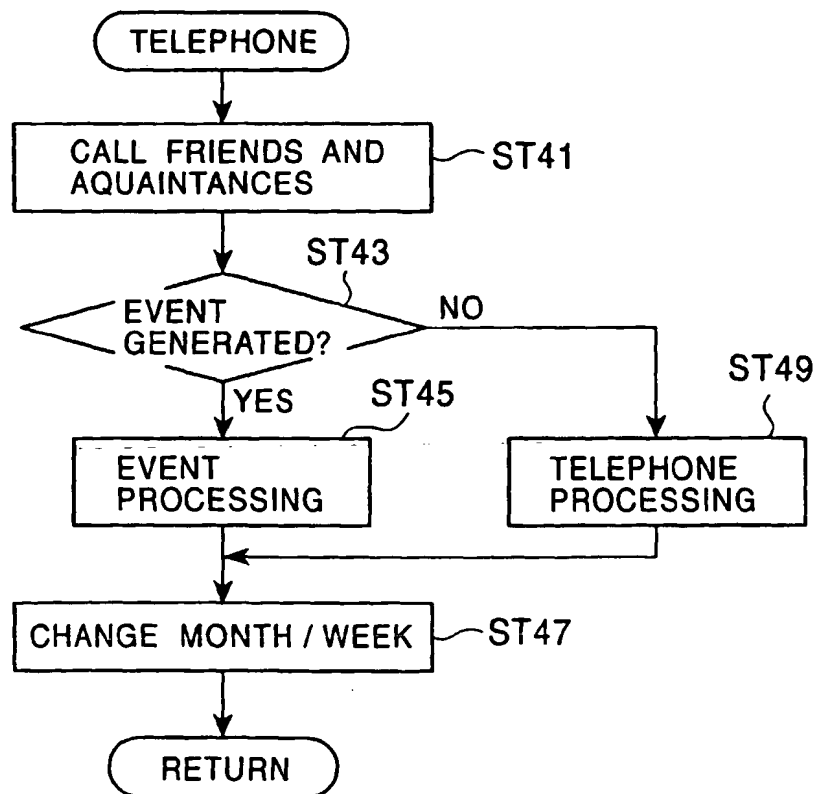 TELEPHONE
CALL FRIENDS AND
AQUAINTANCES
ST41
ST43
EVENT
GENERATED?
NO
YES
ST45
ST49
EVENT
PROCESSING
TELEPHONE
PROCESSING
CHANGE MONTH / WEEK
ST47
RETURN